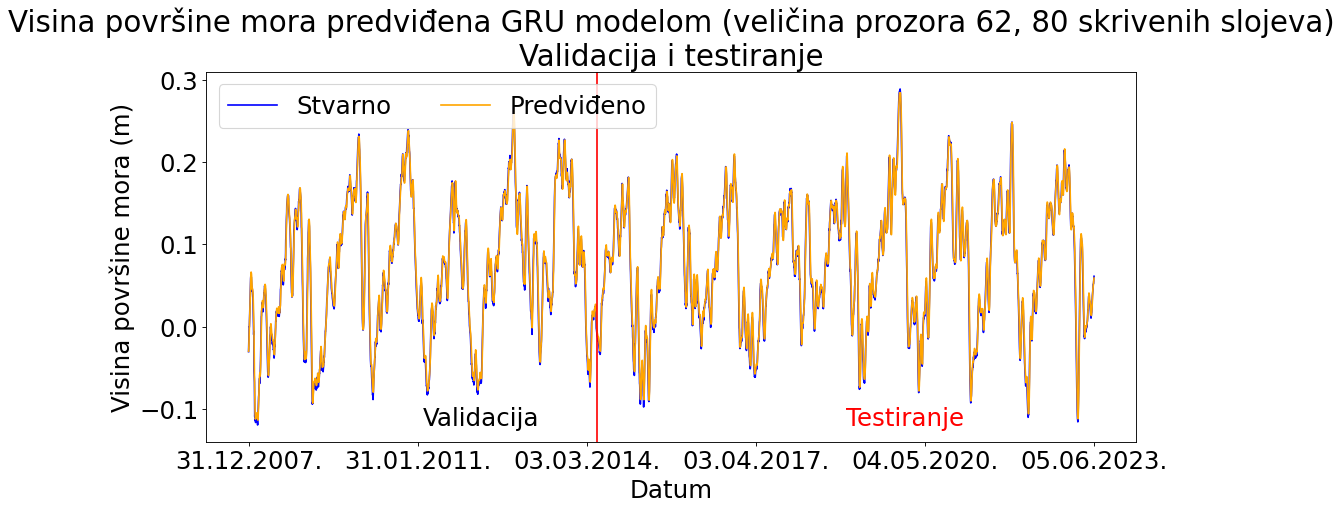 Visina površine mora predviđena GRU modelom (veličina prozora 62, 80 skrivenih slojeva)
Validacija i testiranje
Stvarno
Predviđeno
Visina površine mora (m)
0.3
0.2
0.1
0.0
−0.1
Validacija
Testiranje
31.12.2007.
31.01.2011.
03.03.2014.
03.04.2017.
04.05.2020.
05.06.2023.
Datum